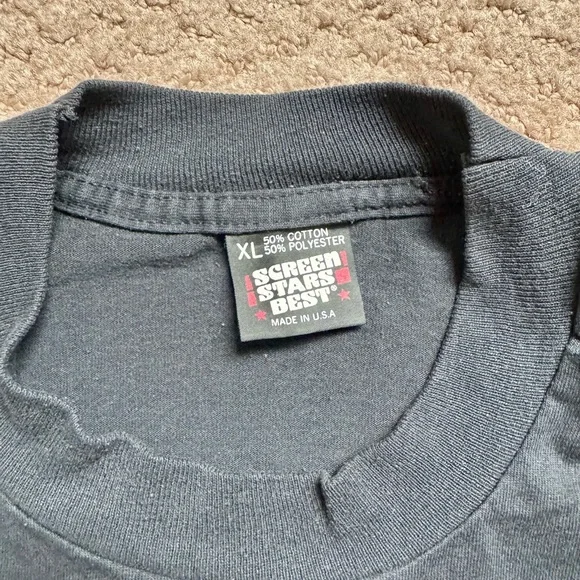 XL 50% COTTON
50% POLYESTER
SCREEN
STARS
BEST®
MADE IN U.S.A